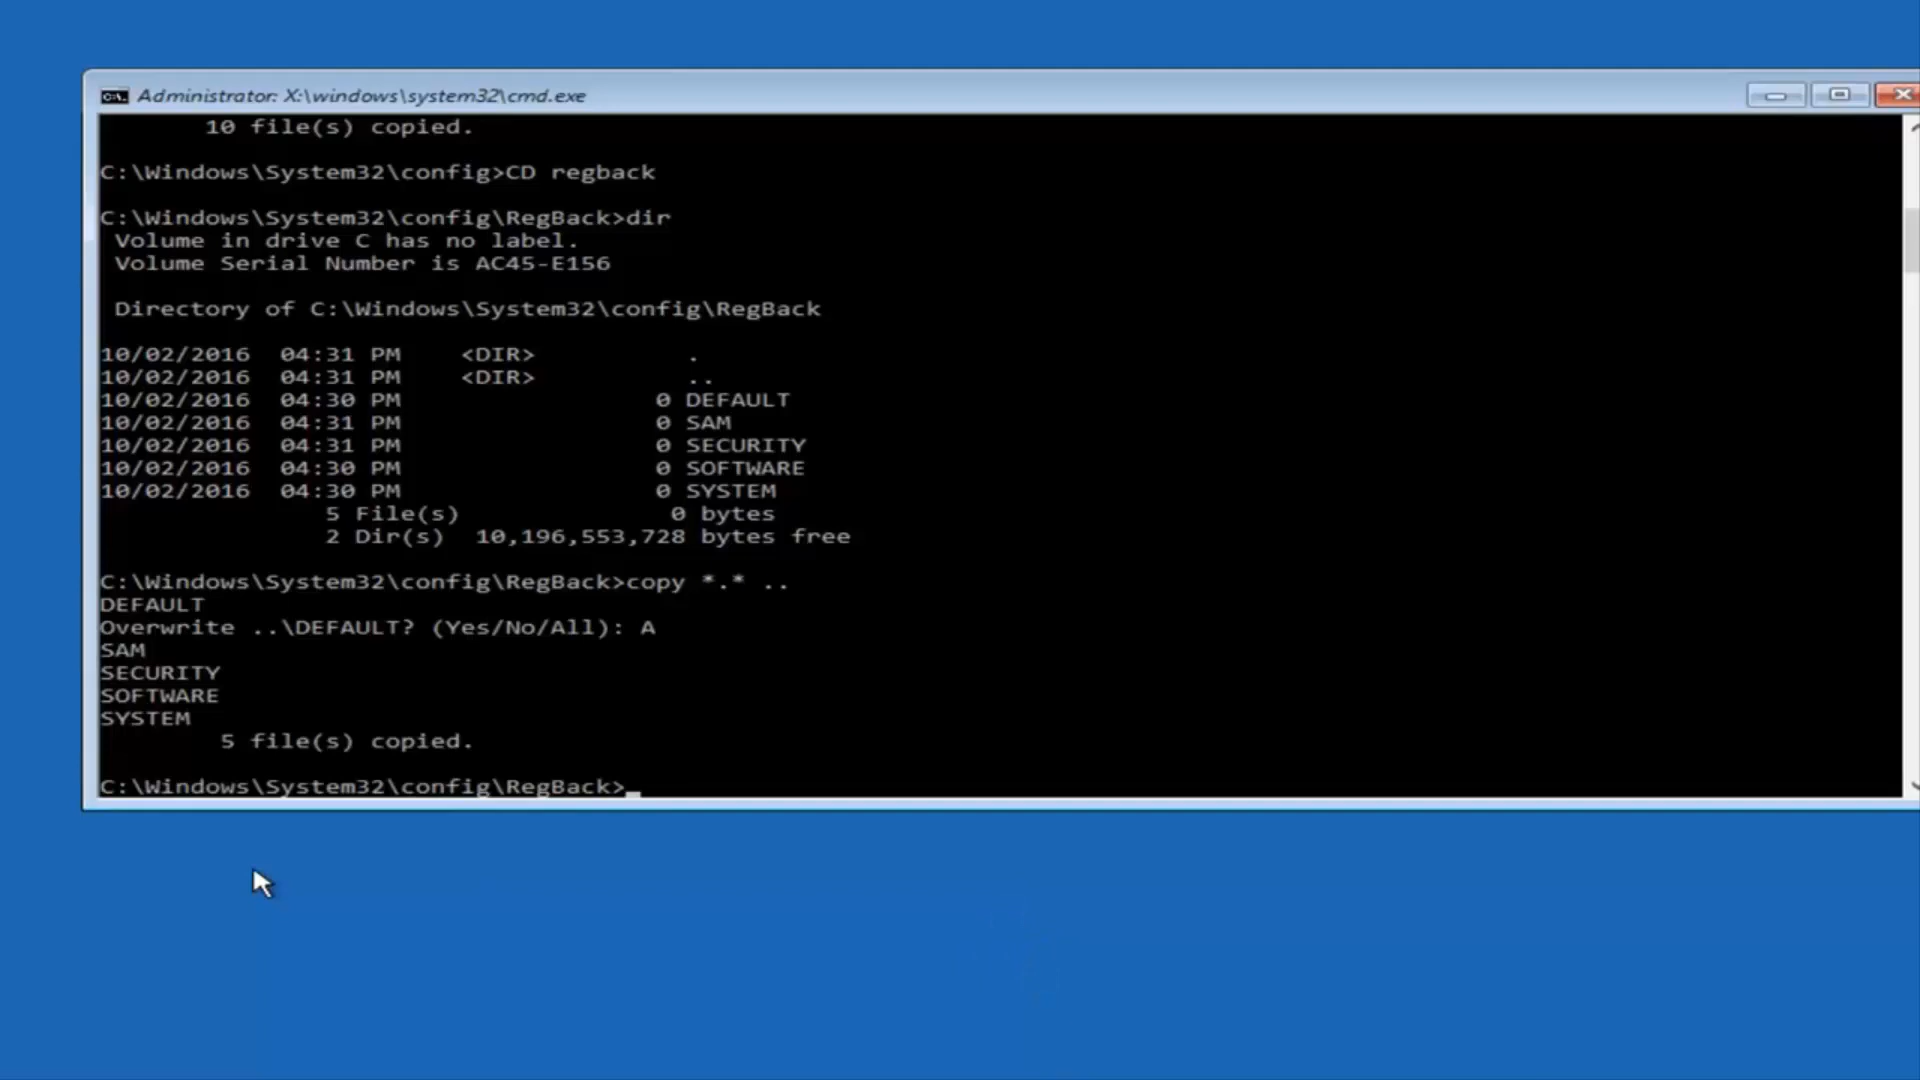 Administrator: X:\windows\system32\cmd.exe
10 file(s) copied.
C:\Windows\System32\config>CD regback
C:\Windows\System32\config\RegBack>dir
Volume in drive C has no label.
Volume Serial Number is AC45-E156
Directory of C:\Windows\System32\config\RegBack
10/02/2016  04:31 PM    <DIR>          .
10/02/2016  04:31 PM    <DIR>          ..
10/02/2016  04:30 PM                 0 DEFAULT
10/02/2016  04:31 PM                 0 SAM
10/02/2016  04:31 PM                 0 SECURITY
10/02/2016  04:30 PM                 0 SOFTWARE
10/02/2016  04:30 PM                 0 SYSTEM
5 File(s)              0 bytes
2 Dir(s)  10,196,553,728 bytes free
C:\Windows\System32\config\RegBack>copy *.* ..
DEFAULT
Overwrite ..\DEFAULT? (Yes/No/All): A
SAM
SECURITY
SOFTWARE
SYSTEM
5 file(s) copied.
C:\Windows\System32\config\RegBack>_